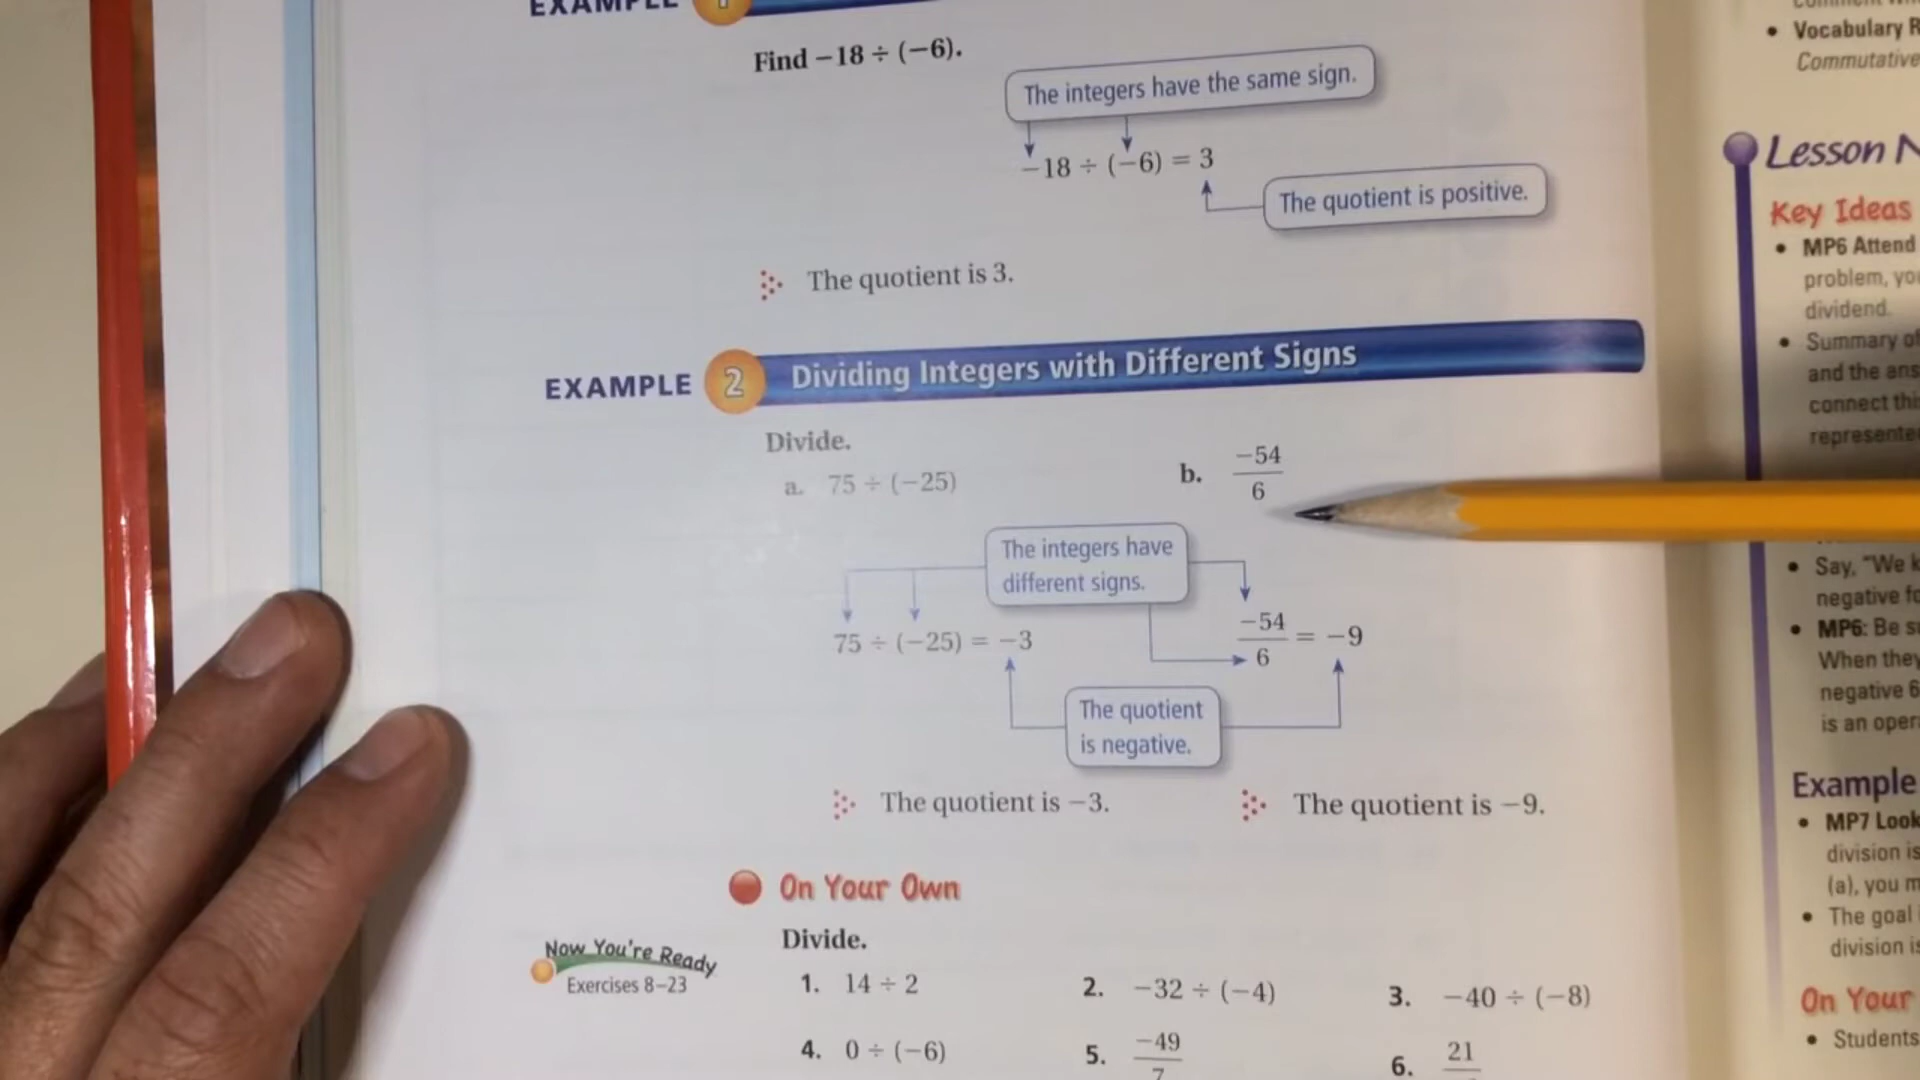 EXAMPLE 1
Find −18 ÷ (−6).
The integers have the same sign.
−18 ÷ (−6) = 3
The quotient is positive.
The quotient is 3.
EXAMPLE 2 Dividing Integers with Different Signs
Divide.
a. 75 ÷ (−25)
b. −54
6
The integers have
different signs.
75 ÷ (−25) = −3
−54
6 = −9
The quotient
is negative.
The quotient is −3.
The quotient is −9.
On Your Own
Now You're Ready
Exercises 8–23
Divide.
1. 14 ÷ 2
2. −32 ÷ (−4)
3. −40 ÷ (−8)
4. 0 ÷ (−6)
5. −49
7
6. 21
• Vocabulary
Commutative
Lesson
Key Ideas
• MP6 Attend
problem,
dividend.
• Summary of
and the
connect
• Say, "We
negative
• MP6: Be
When they
negative 6
is an
Example
• MP7 Look
division is
(a), you
• The goal
division is
On Your
• Students